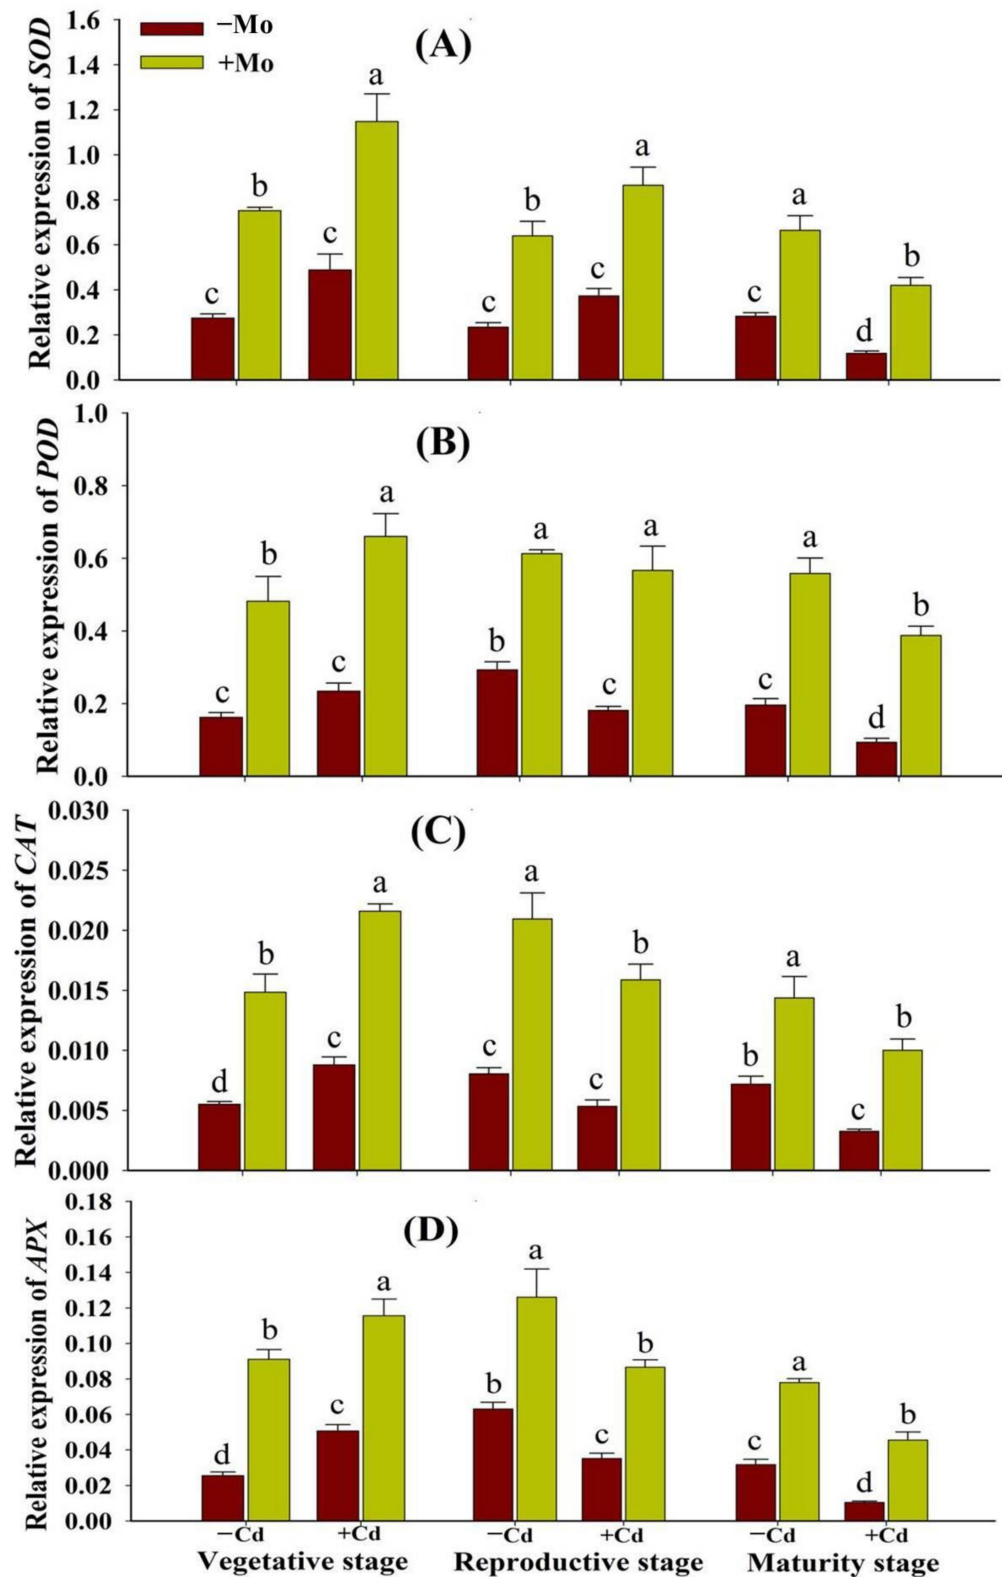 −Mo
+Mo
(A)
Relative expression of SOD
1.6
1.4
1.2
1.0
0.8
0.6
0.4
0.2
0.0
c b c a c b c a c a d b
(B)
Relative expression of POD
1.0
0.8
0.6
0.4
0.2
0.0
c b c a b a c a c a d b
(C)
Relative expression of CAT
0.030
0.025
0.020
0.015
0.010
0.005
0.000
d b c a c a c b b a c b
(D)
Relative expression of APX
0.18
0.16
0.14
0.12
0.10
0.08
0.06
0.04
0.02
0.00
d b c a b a c b c a d b
−Cd +Cd −Cd +Cd −Cd +Cd
Vegetative stage Reproductive stage Maturity stage